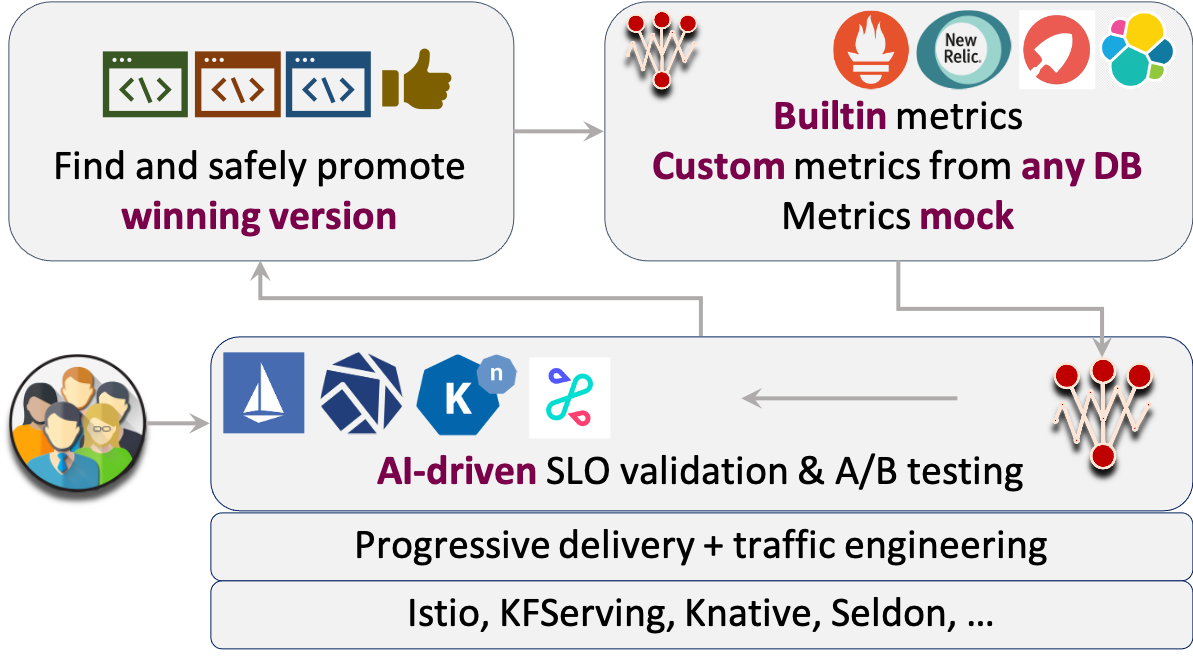 Find and safely promote
winning version
New
Relic.
Builtin metrics
Custom metrics from any DB
Metrics mock
K
n
AI-driven SLO validation & A/B testing
Progressive delivery + traffic engineering
Istio, KFServing, Knative, Seldon, ...